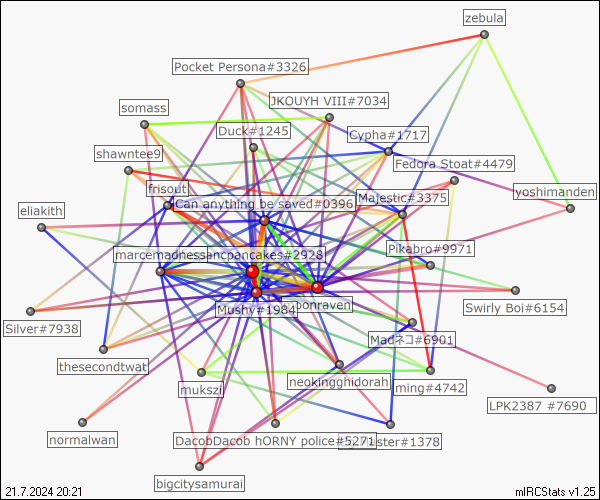 zebula
Pocket Persona#3326
JKOUYH VIII#7034
somass
Duck#1245
Cypha#1717
shawntee9
Fedora Stoat#4479
frisout
Majestic#3375
yoshimanden
Can anything be saved#0396
eliakith
Pikabro#9971
marcemadnessancpancakes#2928
Mushy#1984
bonraven
Swirly Boi#6154
Silver#7938
Madネコ#6901
thesecondtwat
neokingghidorah
ming#4742
mukszi
LPK2387 #7690
normalwan
DacobDacob hORNY police#5271
ister#1378
bigcitysamurai
21.7.2024 20:21
mIRCStats v1.25